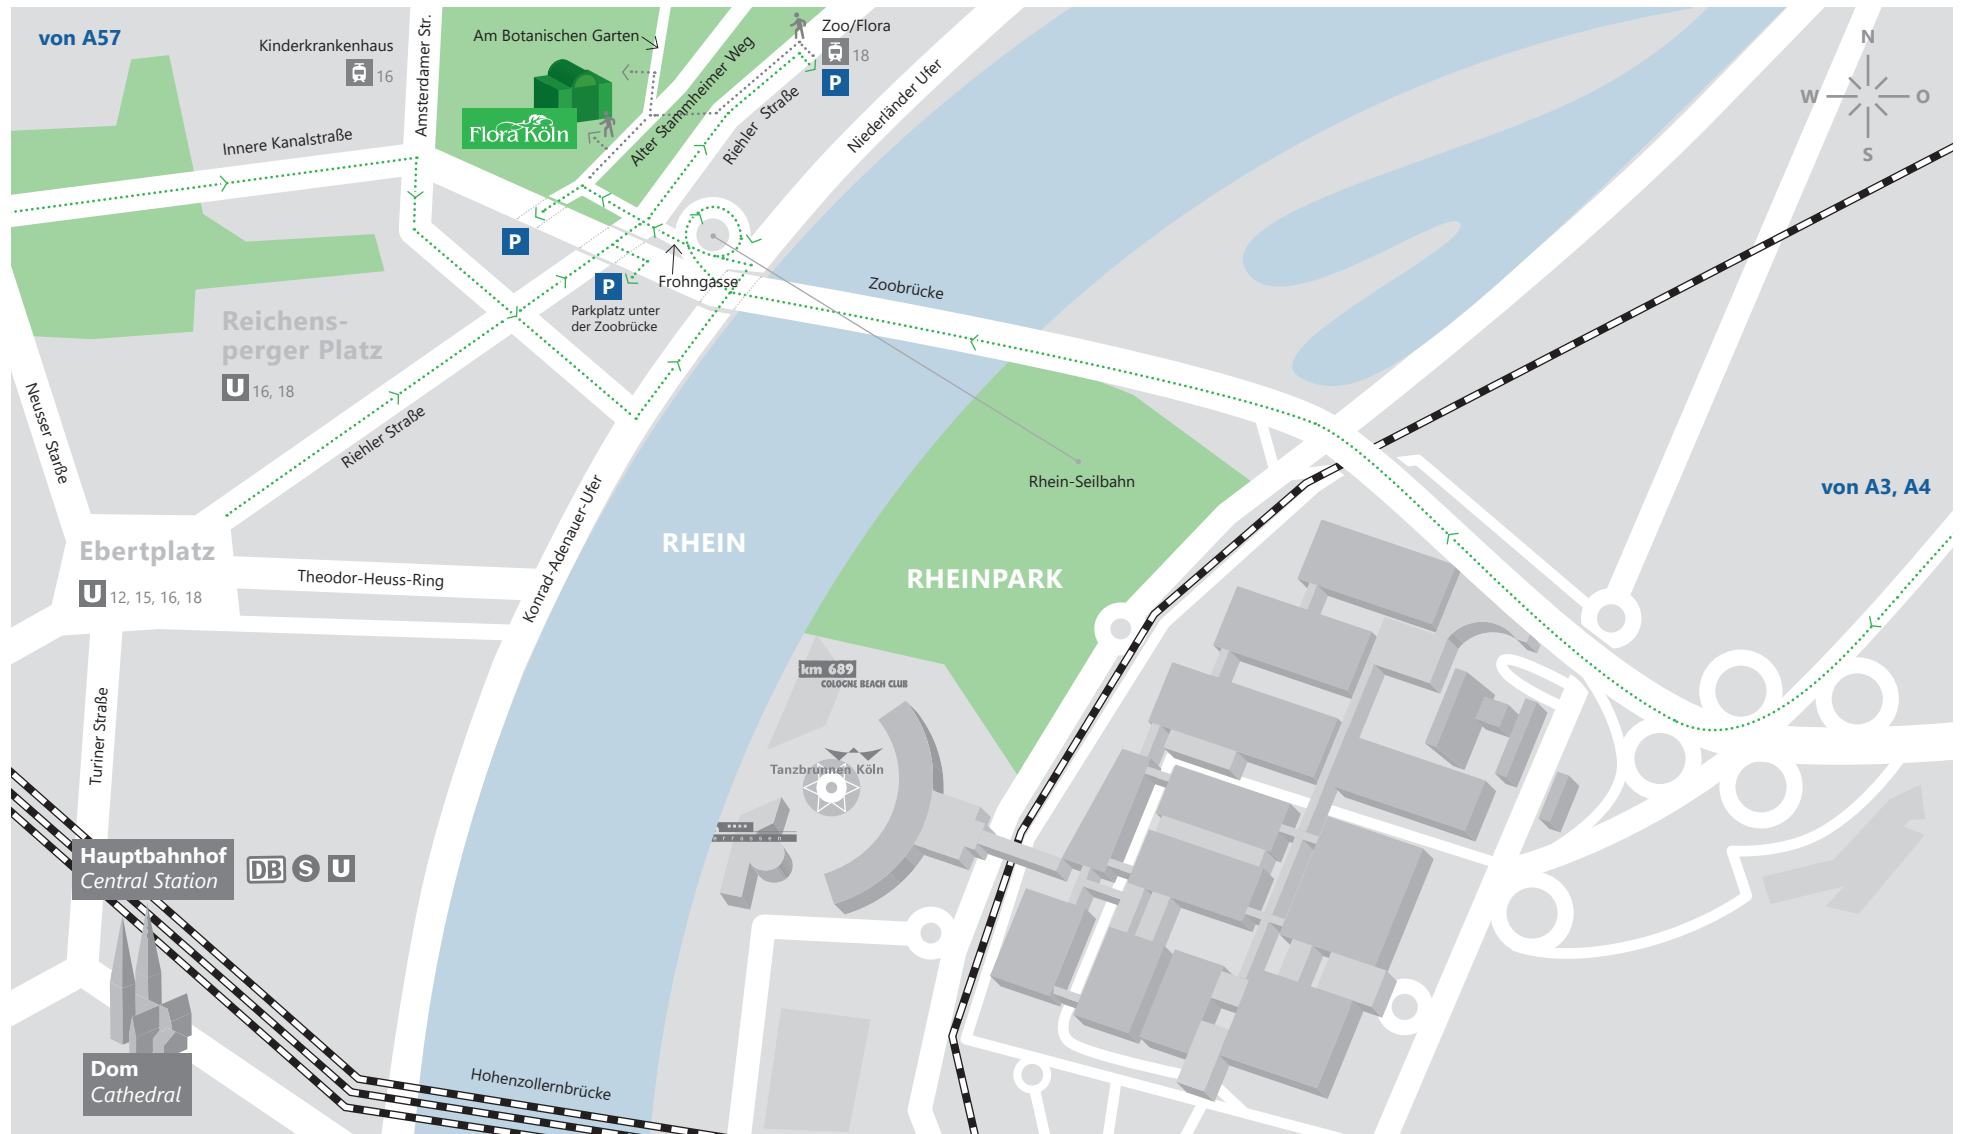 von A57
Kinderkrankenhaus
16
Amsterdamer Str.
Am Botanischen Garten
Zoo/Flora
18
P
Flora Köln
Alter Stammheimer Weg
Riehler Straße
Niederländer Ufer
N
W
O
S
Innere Kanalstraße
P
P
Parkplatz unter
der Zoobrücke
Frohngasse
Zoobrücke
Reichens-
perger Platz
U 16, 18
Neusser Starße
Riehler Straße
Rhein-Seilbahn
von A3, A4
Ebertplatz
U 12, 15, 16, 18
Theodor-Heuss-Ring
Konrad-Adenauer-Ufer
RHEIN
RHEINPARK
km 689
COLOGNE BEACH CLUB
Turiner Straße
Tanzbrunnen Köln
errassen
Hauptbahnhof
Central Station
DB S U
Dom
Cathedral
Hohenzollernbrücke